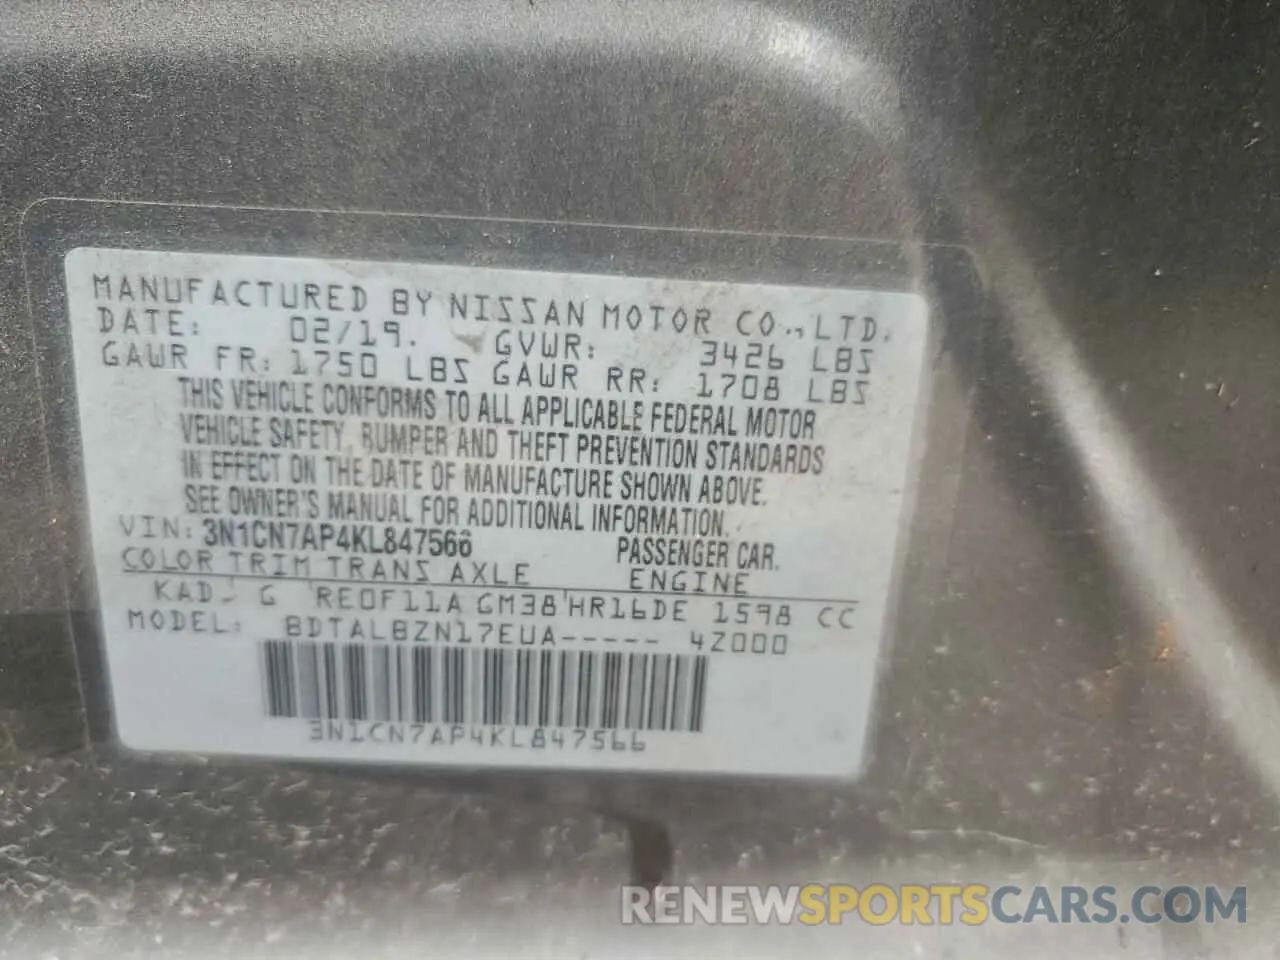 MANUFACTURED BY NISSAN MOTOR CO., LTD.
DATE: 02/19. GVWR: 3426 LBS
GAWR FR: 1750 LBS GAWR RR: 1708 LBS
THIS VEHICLE CONFORMS TO ALL APPLICABLE FEDERAL MOTOR
VEHICLE SAFETY, BUMPER AND THEFT PREVENTION STANDARDS
IN EFFECT ON THE DATE OF MANUFACTURE SHOWN ABOVE.
SEE OWNER'S MANUAL FOR ADDITIONAL INFORMATION.
VIN: 3N1CN7AP4KL847566 PASSENGER CAR.
COLOR TRIM TRANS AXLE ENGINE
KAD G RE0F11A GM38 HR16DE 1598 CC
MODEL: BDTALBZN17EUA----- 4Z000
3N1CN7AP4KL847566
RENEWSPORTSCARS.COM